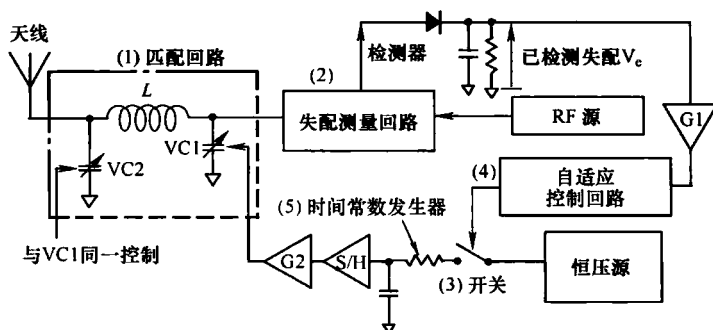 天线
(1) 匹配回路
L
VC1
VC2
与VC1同一控制
(2)
失配测量回路
检测器
已检测失配Vc
RF 源
G1
(4)
自适应
控制回路
(5) 时间常数发生器
G2
S/H
(3) 开关
恒压源